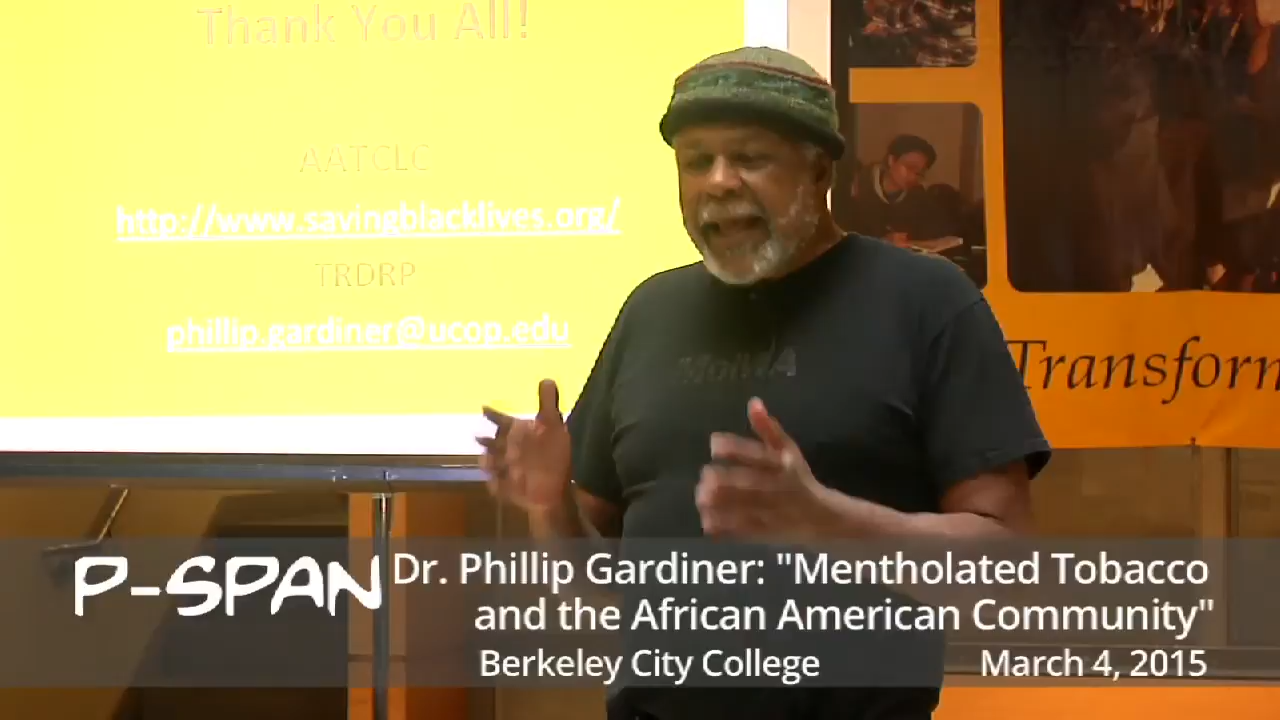 Thank You All!
AATCLC
http://www.savingblacklives.org/
TRDRP
phillip.gardiner@ucop.edu
Transform
P-SPAN
Dr. Phillip Gardiner: "Mentholated Tobacco
and the African American Community"
Berkeley City College
March 4, 2015